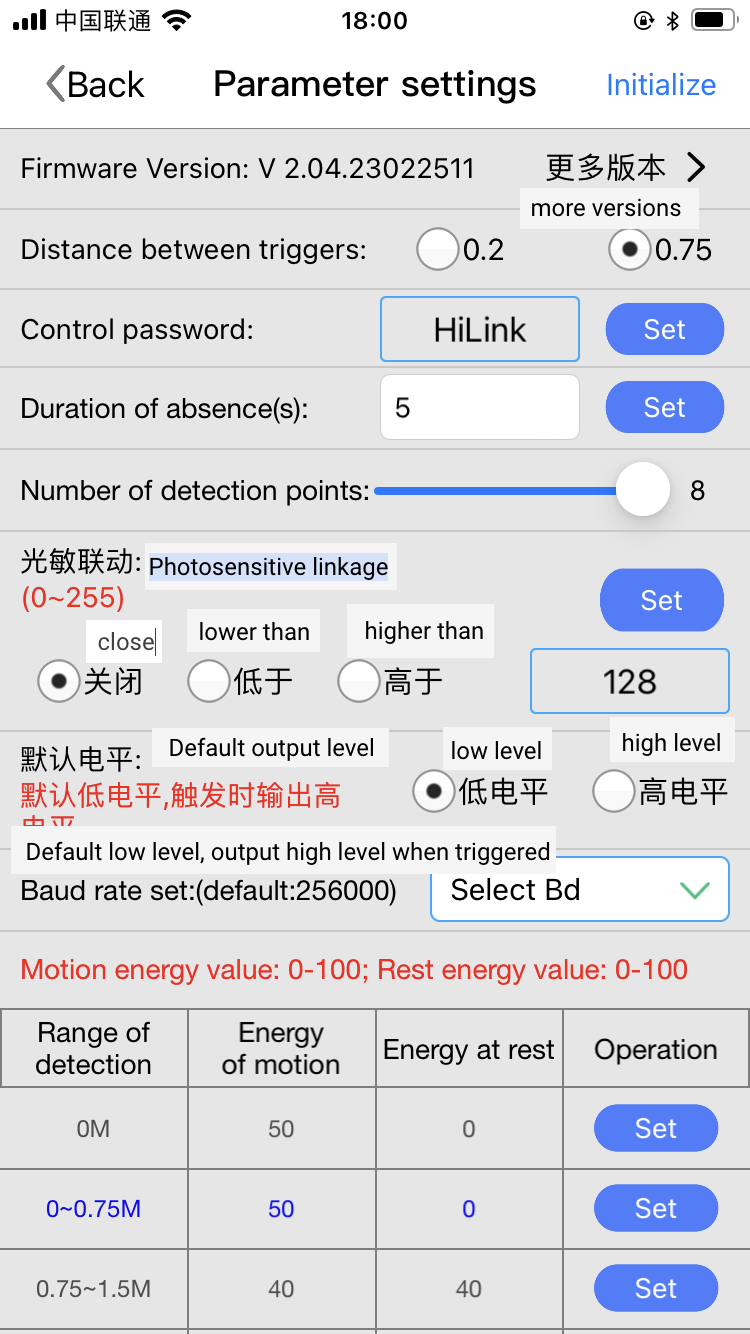 中国联通 18:00
Back Parameter settings Initialize
Firmware Version: V 2.04.23022511 更多版本
more versions
Distance between triggers: 0.2 0.75
Control password: HiLink Set
Duration of absence(s): 5 Set
Number of detection points: 8
光敏联动: Photosensitive linkage
(0~255) Set
close lower than higher than
关闭 低于 高于 128
默认电平: Default output level low level high level
默认低电平,触发时输出高 低电平 高电平
电平
Default low level, output high level when triggered
Baud rate set:(default:256000) Select Bd
Motion energy value: 0-100; Rest energy value: 0-100
Range of detection Energy of motion Energy at rest Operation
0M 50 0 Set
0~0.75M 50 0 Set
0.75~1.5M 40 40 Set